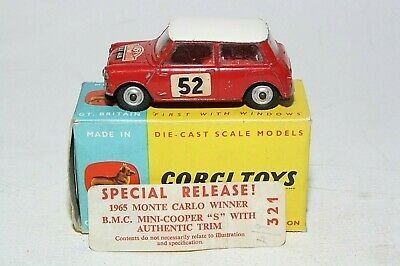 52
GT. BRITAIN
FIRST WITH WINDOWS
MADE IN
DIE-CAST SCALE MODELS
CORGI TOYS
SPECIAL RELEASE!
1965 MONTE CARLO WINNER
B.M.C. MINI-COOPER "S" WITH
AUTHENTIC TRIM
Contents do not necessarily relate to illustration
and specification.
321